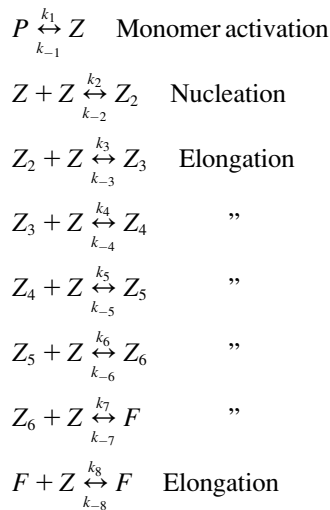 P ↔ Z k₁ k₋₁ Monomer activation
Z + Z ↔ Z₂ k₂ k₋₂ Nucleation
Z₂ + Z ↔ Z₃ k₃ k₋₃ Elongation
Z₃ + Z ↔ Z₄ k₄ k₋₄ ”
Z₄ + Z ↔ Z₅ k₅ k₋₅ ”
Z₅ + Z ↔ Z₆ k₆ k₋₆ ”
Z₆ + Z ↔ F k₇ k₋₇ ”
F + Z ↔ F k₈ k₋₈ Elongation